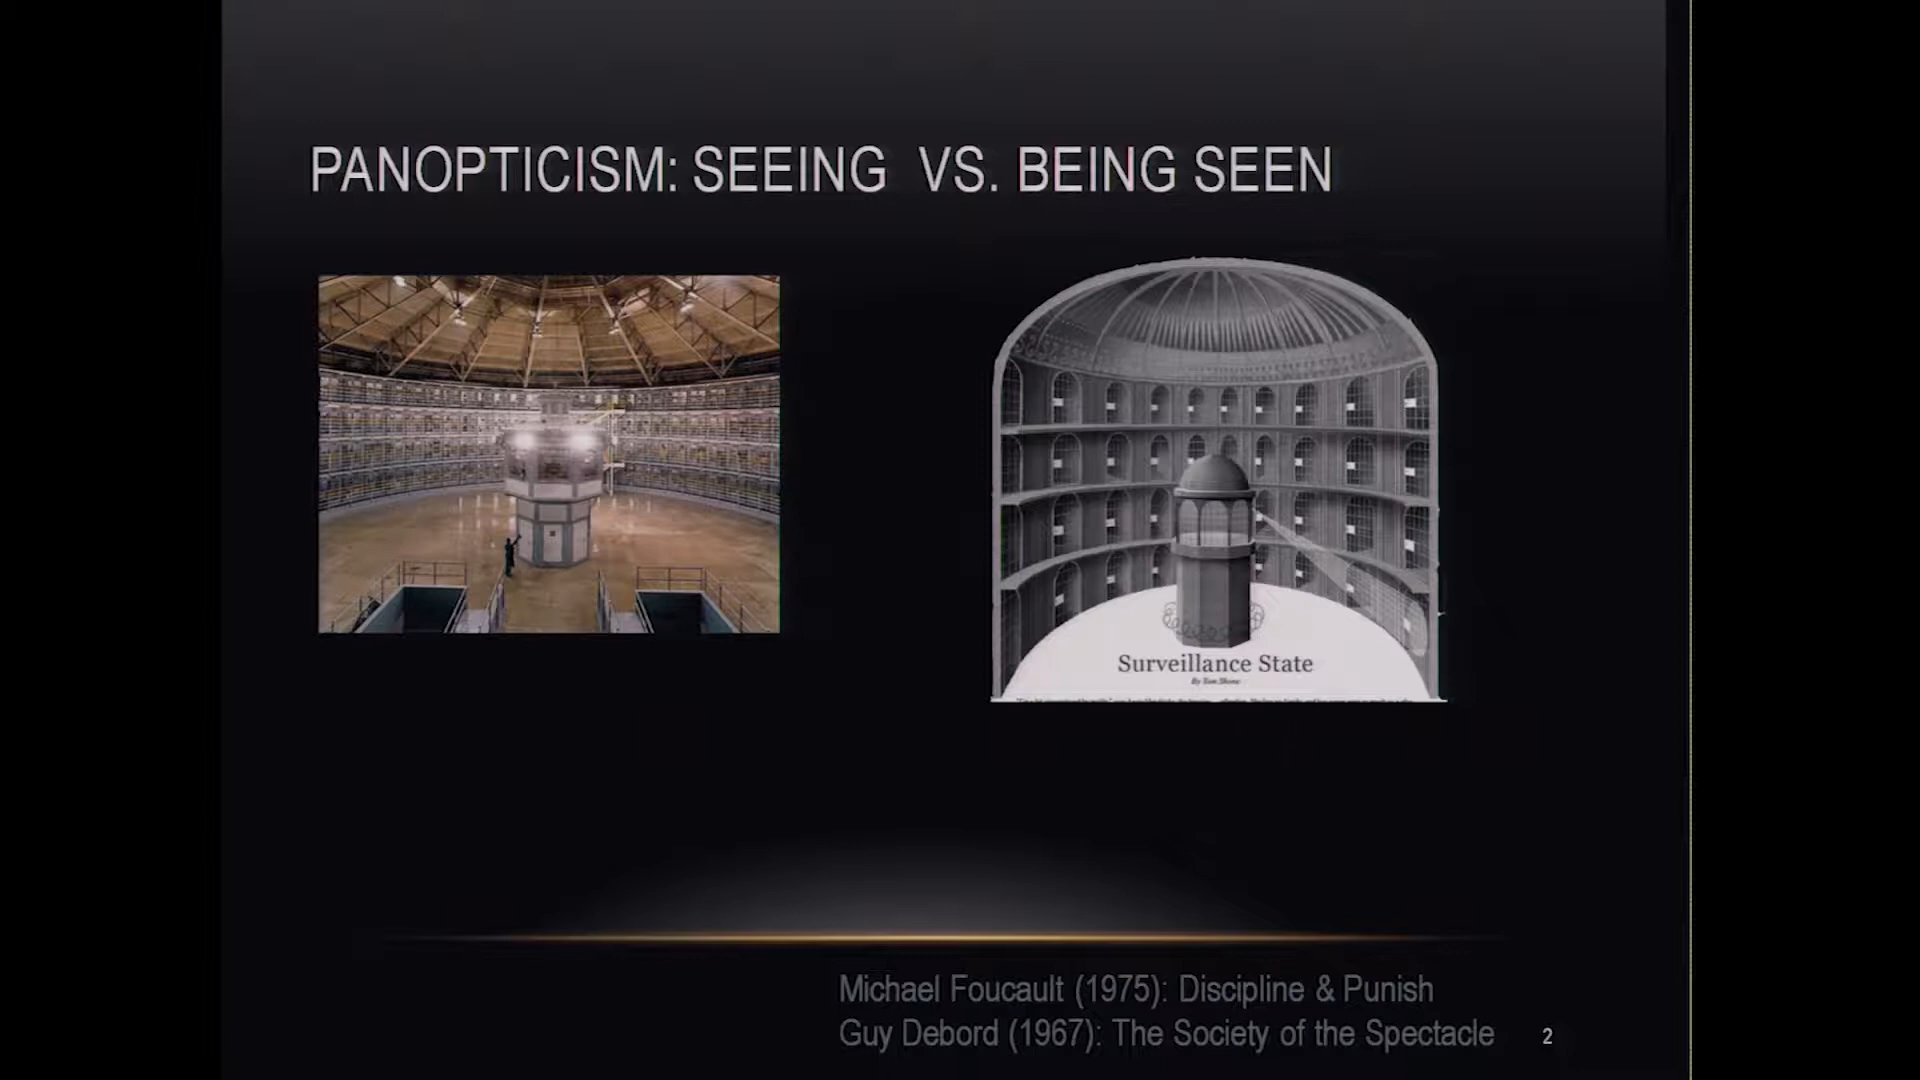 PANOPTICISM: SEEING VS. BEING SEEN
Surveillance State
Michael Foucault (1975): Discipline & Punish
Guy Debord (1967): The Society of the Spectacle
2